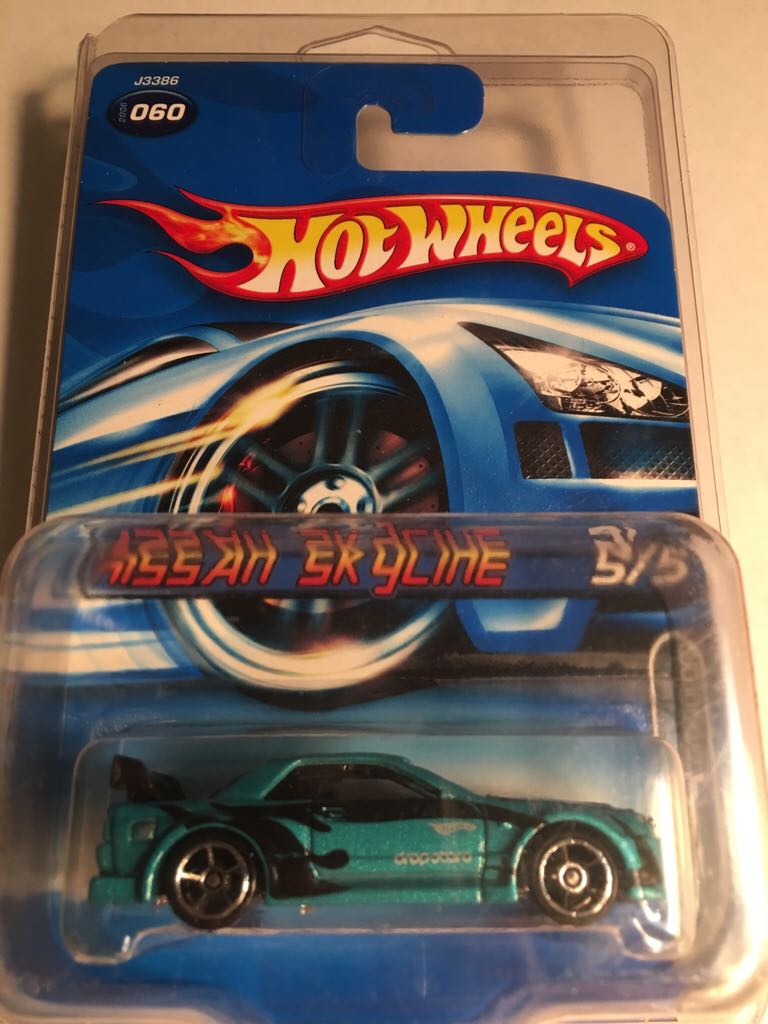 J3386
2006
060
HOT WHEELS®
NISSAN SKYLINE
5/5
dropstars